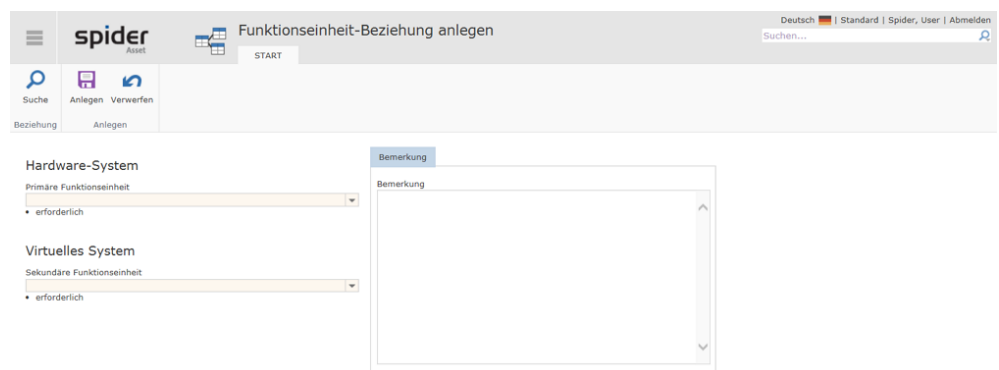 Deutsch | Standard | Spider, User | Abmelden
spider
Asset
Funktionseinheit-Beziehung anlegen
Suchen...
START
Suche
Anlegen Verwerfen
Beziehung
Anlegen
Hardware-System
Primäre Funktionseinheit
• erforderlich
Virtuelles System
Sekundäre Funktionseinheit
• erforderlich
Bemerkung
Bemerkung